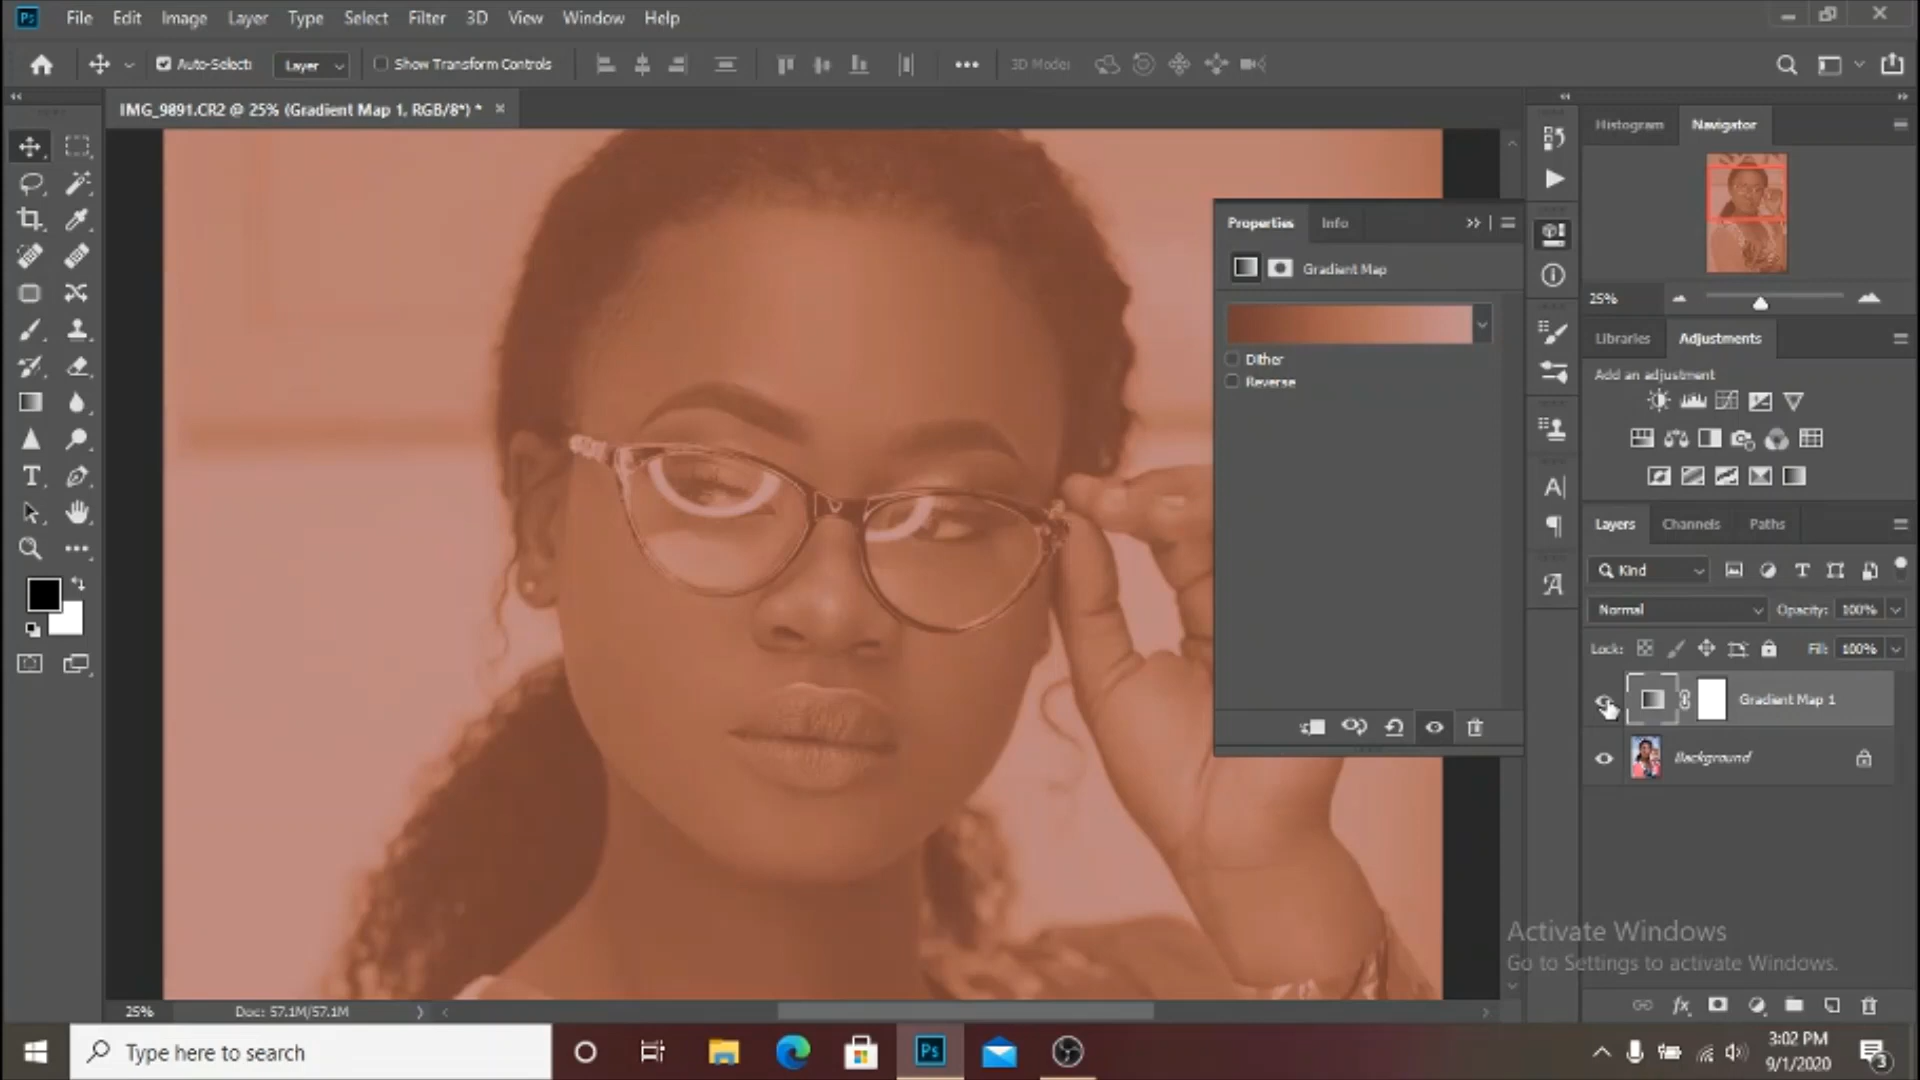 Ps File Edit Image Layer Type Select Filter 3D View Window Help
Auto-Select: Layer Show Transform Controls 3D Mode:
IMG_9891.CR2 @ 25% (Gradient Map 1, RGB/8*) *
Histogram Navigator
25%
Properties Info
Gradient Map
Dither
Reverse
Libraries Adjustments
Add an adjustment
Layers Channels Paths
Kind
Normal Opacity: 100%
Lock: Fill: 100%
Gradient Map 1
Background
Activate Windows
Go to Settings to activate Windows.
25% Doc: 57.1M/57.1M
Type here to search
Ps
3:02 PM
9/1/2020
3